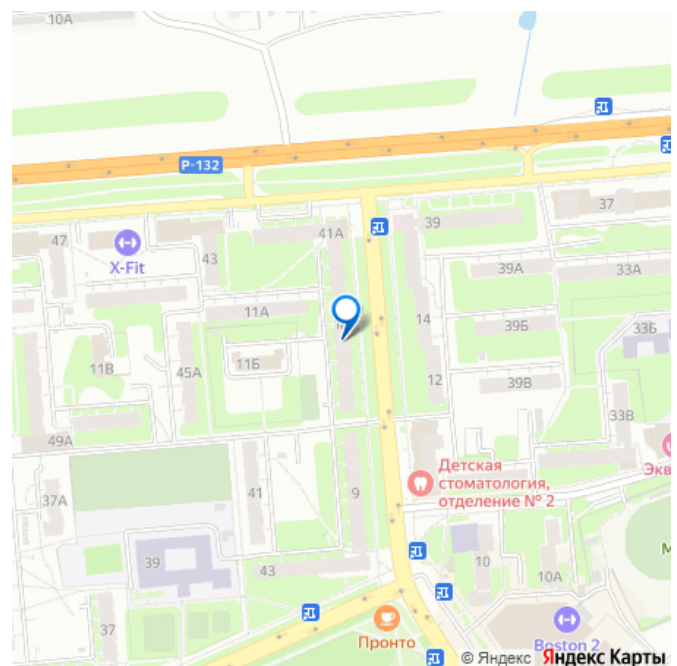 10А
Р-132
37
39
41А
47
43
X-Fit
39А
33А
11А
14
39Б
33Б
11Б
11В
45А
12
39В
33В
49А
Экв
Детская
стоматология,
отделение № 2
37А
41
9
М
39
43
10
10А
37
Пронто
Boston 2
© Яндекс Яндекс Карты